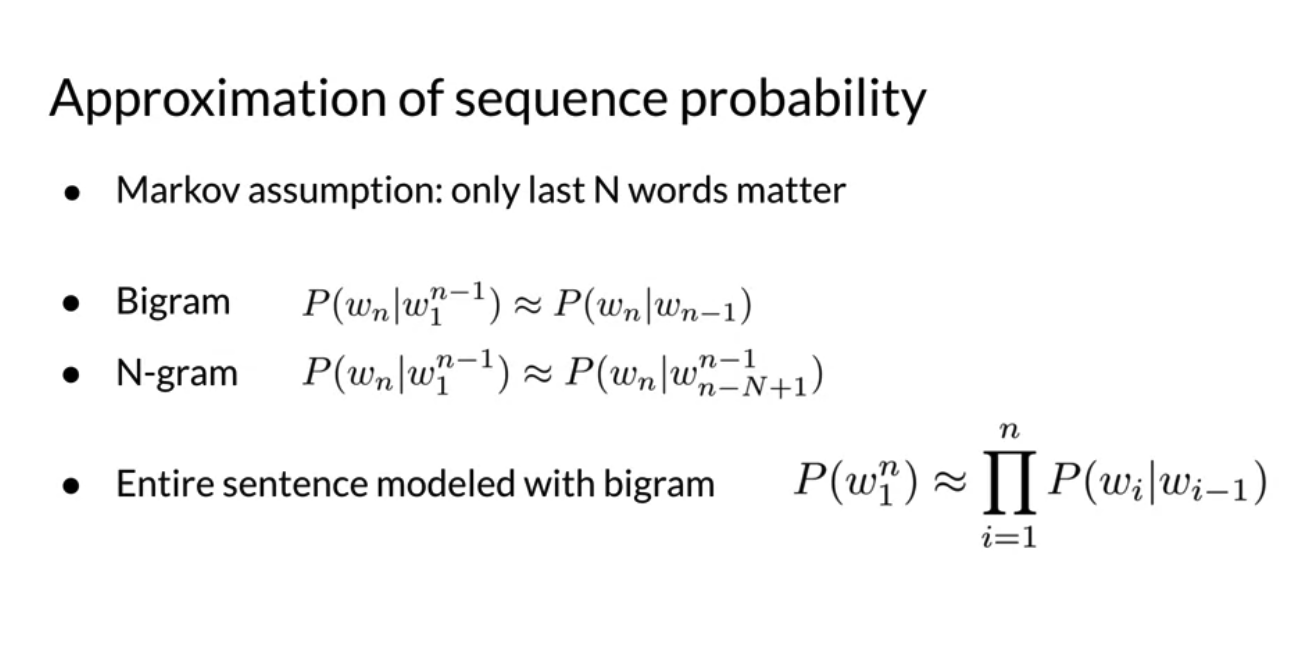 Approximation of sequence probability
● Markov assumption: only last N words matter
● Bigram $P(w_n|w_1^{n-1}) \approx P(w_n|w_{n-1})$
● N-gram $P(w_n|w_1^{n-1}) \approx P(w_n|w_{n-N+1}^{n-1})$
● Entire sentence modeled with bigram $P(w_1^n) \approx \prod_{i=1}^{n} P(w_i|w_{i-1})$